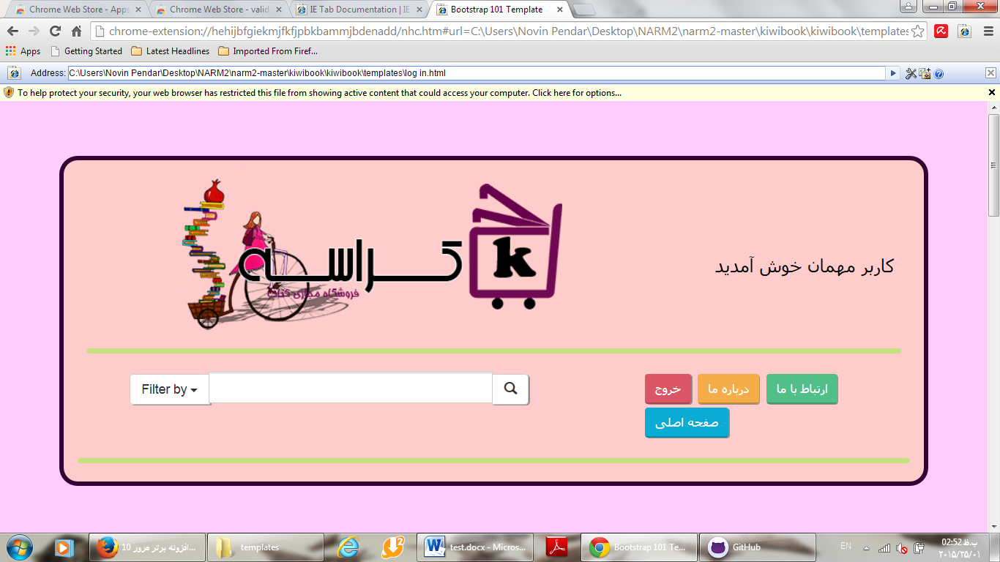 Chrome Web Store - Apps
Chrome Web Store - valid
IE Tab Documentation | IE
Bootstrap 101 Template
chrome-extension://hehijbfgiekmjfkfjpbkbammjbdenadd/nhc.htm#url=C:\Users\Novin Pendar\Desktop\NARM2\narm2-master\kiwibook\kiwibook\templates
Apps
Getting Started
Latest Headlines
Imported From Firef...
Address: C:\Users\Novin Pendar\Desktop\NARM2\narm2-master\kiwibook\kiwibook\templates\log in.html
To help protect your security, your web browser has restricted this file from showing active content that could access your computer. Click here for options...
k
کراسه
فروشگاه مجازی کتاب
کاربر مهمان خوش آمدید
Filter by
خروج
درباره ما
ارتباط با ما
صفحه اصلی
10 افزونه برتر مرور...
templates
test.docx - Micros...
Bootstrap 101 Te...
GitHub
EN
02:52 ب.ظ
۲۰۱۵/۲۵/۰۱